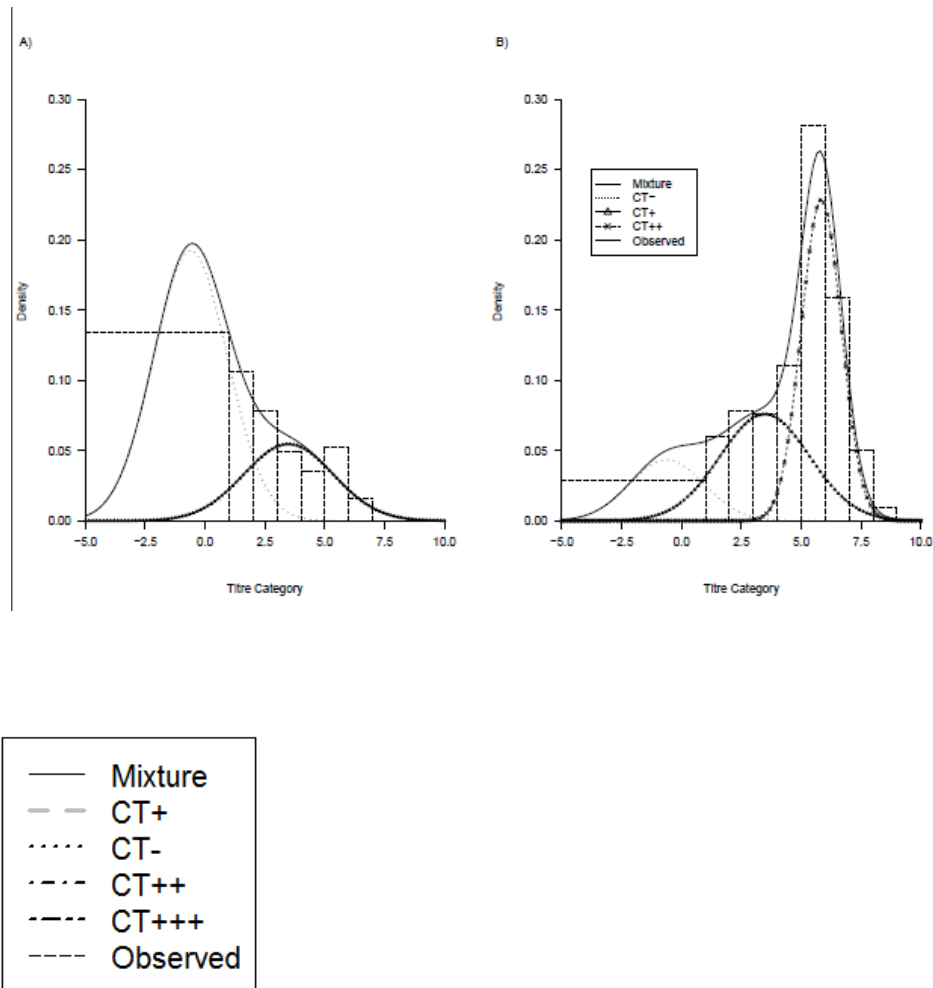 A)
0.30
0.25
0.20
0.15
0.10
0.05
0.00
Density
−5.0 −2.5 0.0 2.5 5.0 7.5 10.0
Titre Category
B)
0.30
0.25
0.20
0.15
0.10
0.05
0.00
Density
Mixture
CT−
CT+
CT++
Observed
−5.0 −2.5 0.0 2.5 5.0 7.5 10.0
Titre Category
Mixture
CT+
CT-
CT++
CT+++
Observed